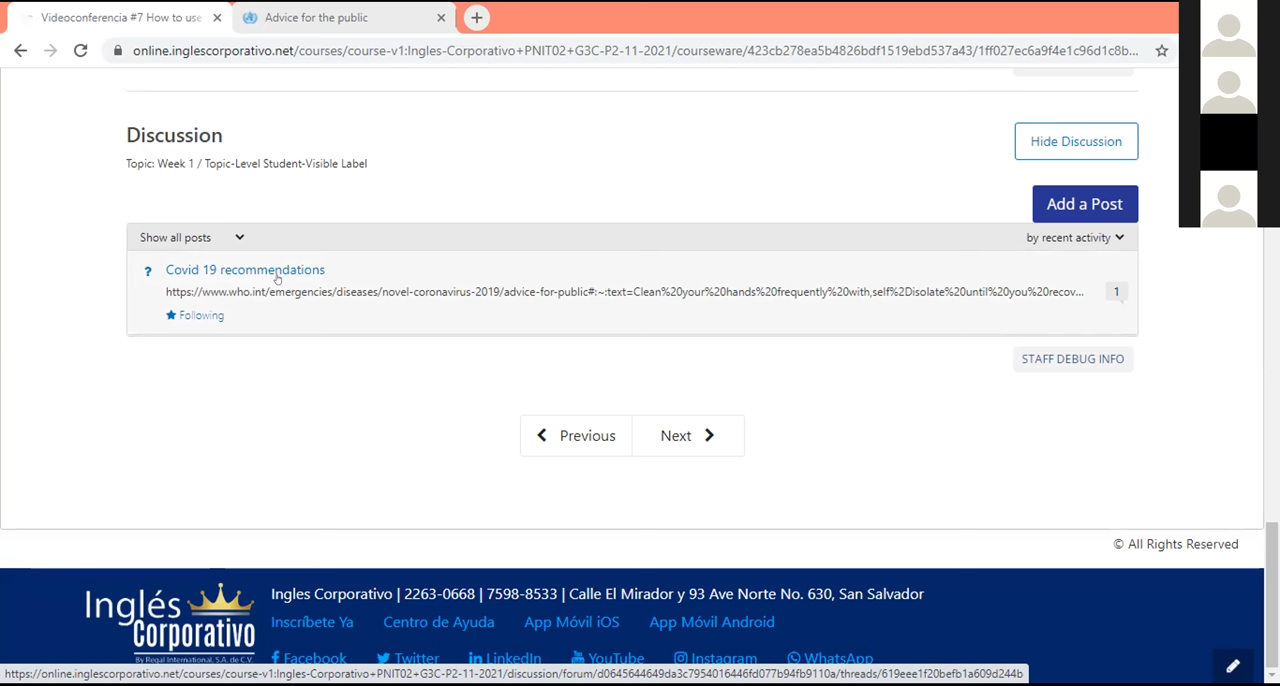 Videoconferencia #7 How to use
Advice for the public
online.inglescorporativo.net/courses/course-v1:Ingles-Corporativo+PNIT02+G3C-P2-11-2021/courseware/423cb278ea5b4826bdf1519ebd537a43/1ff027ec6a9f4e1c96d1c8b...
Discussion
Hide Discussion
Topic: Week 1 / Topic-Level Student-Visible Label
Add a Post
Show all posts
by recent activity
? Covid 19 recommendations
https://www.who.int/emergencies/diseases/novel-coronavirus-2019/advice-for-public#:~:text=Clean%20your%20hands%20frequently%20with,self%2Disolate%20until%20you%20recov...
1
Following
STAFF DEBUG INFO
Previous
Next
© All Rights Reserved
Inglés Corporativo
By Regal International, S.A. de C.V.
Ingles Corporativo | 2263-0668 | 7598-8533 | Calle El Mirador y 93 Ave Norte No. 630, San Salvador
Inscríbete Ya
Centro de Ayuda
App Móvil iOS
App Móvil Android
Facebook
Twitter
LinkedIn
YouTube
Instagram
WhatsApp
https://online.inglescorporativo.net/courses/course-v1:Ingles-Corporativo+PNIT02+G3C-P2-11-2021/discussion/forum/d0645644649da3c7954016446fd077b94fb9110a/threads/619eee1f20befb1a609d244b